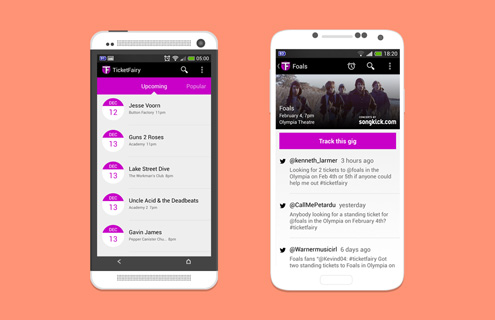 05:00
TicketFairy
Upcoming
Popular
DEC
12
Jesse Voorn
Button Factory 11pm
DEC
13
Guns 2 Roses
Academy 11pm
DEC
13
Lake Street Dive
The Workman's Club 8pm
DEC
13
Uncle Acid & the Deadbeats
Academy 2 7pm
DEC
13
Gavin James
Pepper Canister Church 8pm
18:20
Foals
Foals
February 4, 7pm
Olympia Theatre
songkick.com
Track this gig
@kenneth_larmer 3 hours ago
Looking for 2 tickets to @foals in the
Olympia on Feb 4th or 5th if anyone could
help me out #ticketfairy
@CallMePetardu yesterday
Anybody looking for a standing ticket for
@foals in the Olympia on February 4th?
#ticketfairy
@Warnermusicirl 6 days ago
Foals fans "@Kevind04: #ticketfairy Got
two standing tickets to Foals in Olympia on